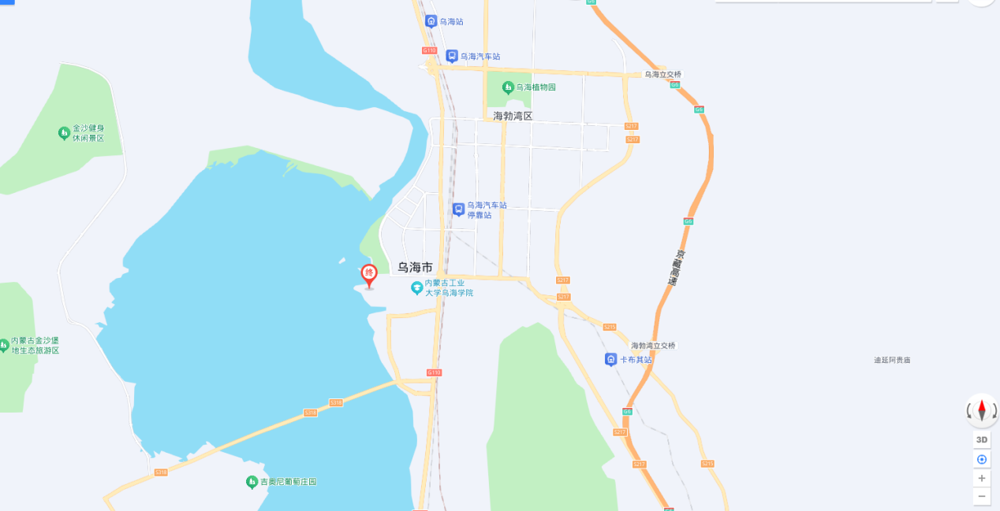 G6
乌海站
G110
乌海汽车站
乌海立交桥
G6
乌海植物园
G6
海勃湾区
S217
金沙健身
休闲景区
S217
乌海汽车站
停靠站
G6
京藏高速
终
乌海市
内蒙古工业
大学乌海学院
S217
S217
S215
内蒙古金沙堡
地生态旅游区
海勃湾立交桥
卡布其站
迪延阿贵庙
G110
S318
S318
G6
S217
3D
S217
S215
S318
吉奥尼葡萄庄园
G6